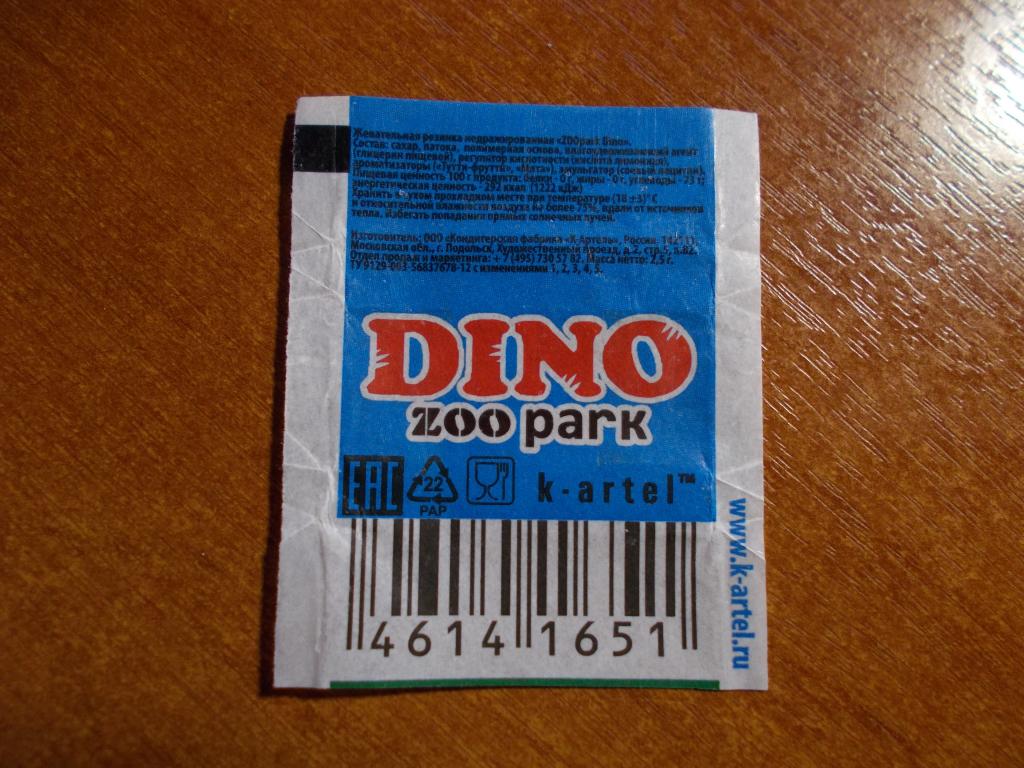 Жевательная резинка недражированная «ZOOpark Dino».
Состав: сахар, патока, полимерная основа, влагоудерживающий агент
(глицерин пищевой), регулятор кислотности (кислота лимонная),
ароматизаторы («Тутти-фрутти», «Мята»), эмульгатор (соевый лецитин).
Пищевая ценность 100 г продукта: белки - 0 г, жиры - 0 г, углеводы - 73 г;
энергетическая ценность - 292 ккал (1222 кДж)
Хранить в сухом прохладном месте при температуре (18 ±3)°С
и относительной влажности воздуха не более 75%, вдали от источников
тепла. Избегать попадания прямых солнечных лучей.
Изготовитель: ООО «Кондитерская фабрика «К-Артель», Россия, 142111,
Московская обл., г. Подольск, Художественный проезд, д.2, стр.5,
Отдел продаж и маркетинга: + 7 (495) 730 57 82. Масса нетто: 2,5 г.
ТУ 9129-003-56837678-12 с изменениями 1, 2, 3, 4, 5.
DINO
zoo park
EAC 22 k-artel™
PAP
4614 1651
www.k-artel.ru